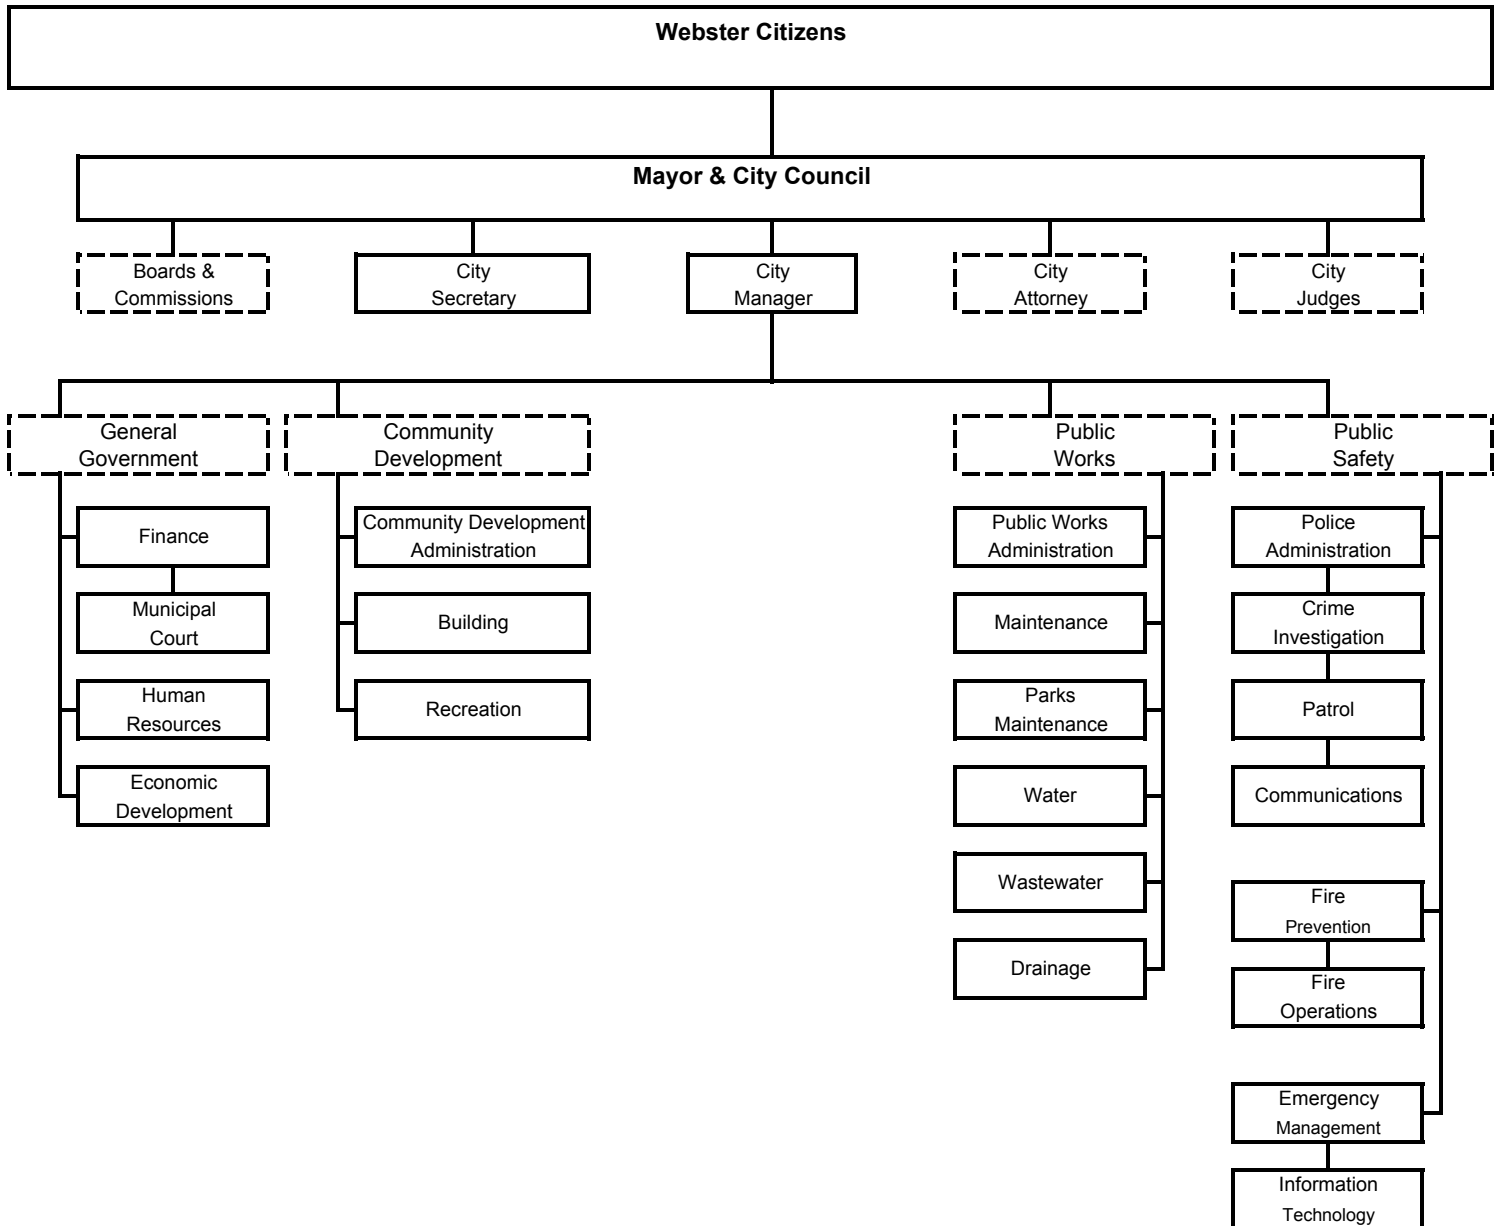 Webster Citizens
Mayor & City Council
Boards &
Commissions
City
Secretary
City
Manager
City
Attorney
City
Judges
General
Government
Community
Development
Public
Works
Public
Safety
Finance
Municipal
Court
Human
Resources
Economic
Development
Community Development
Administration
Building
Recreation
Public Works
Administration
Maintenance
Parks
Maintenance
Water
Wastewater
Drainage
Police
Administration
Crime
Investigation
Patrol
Communications
Fire
Prevention
Fire
Operations
Emergency
Management
Information
Technology